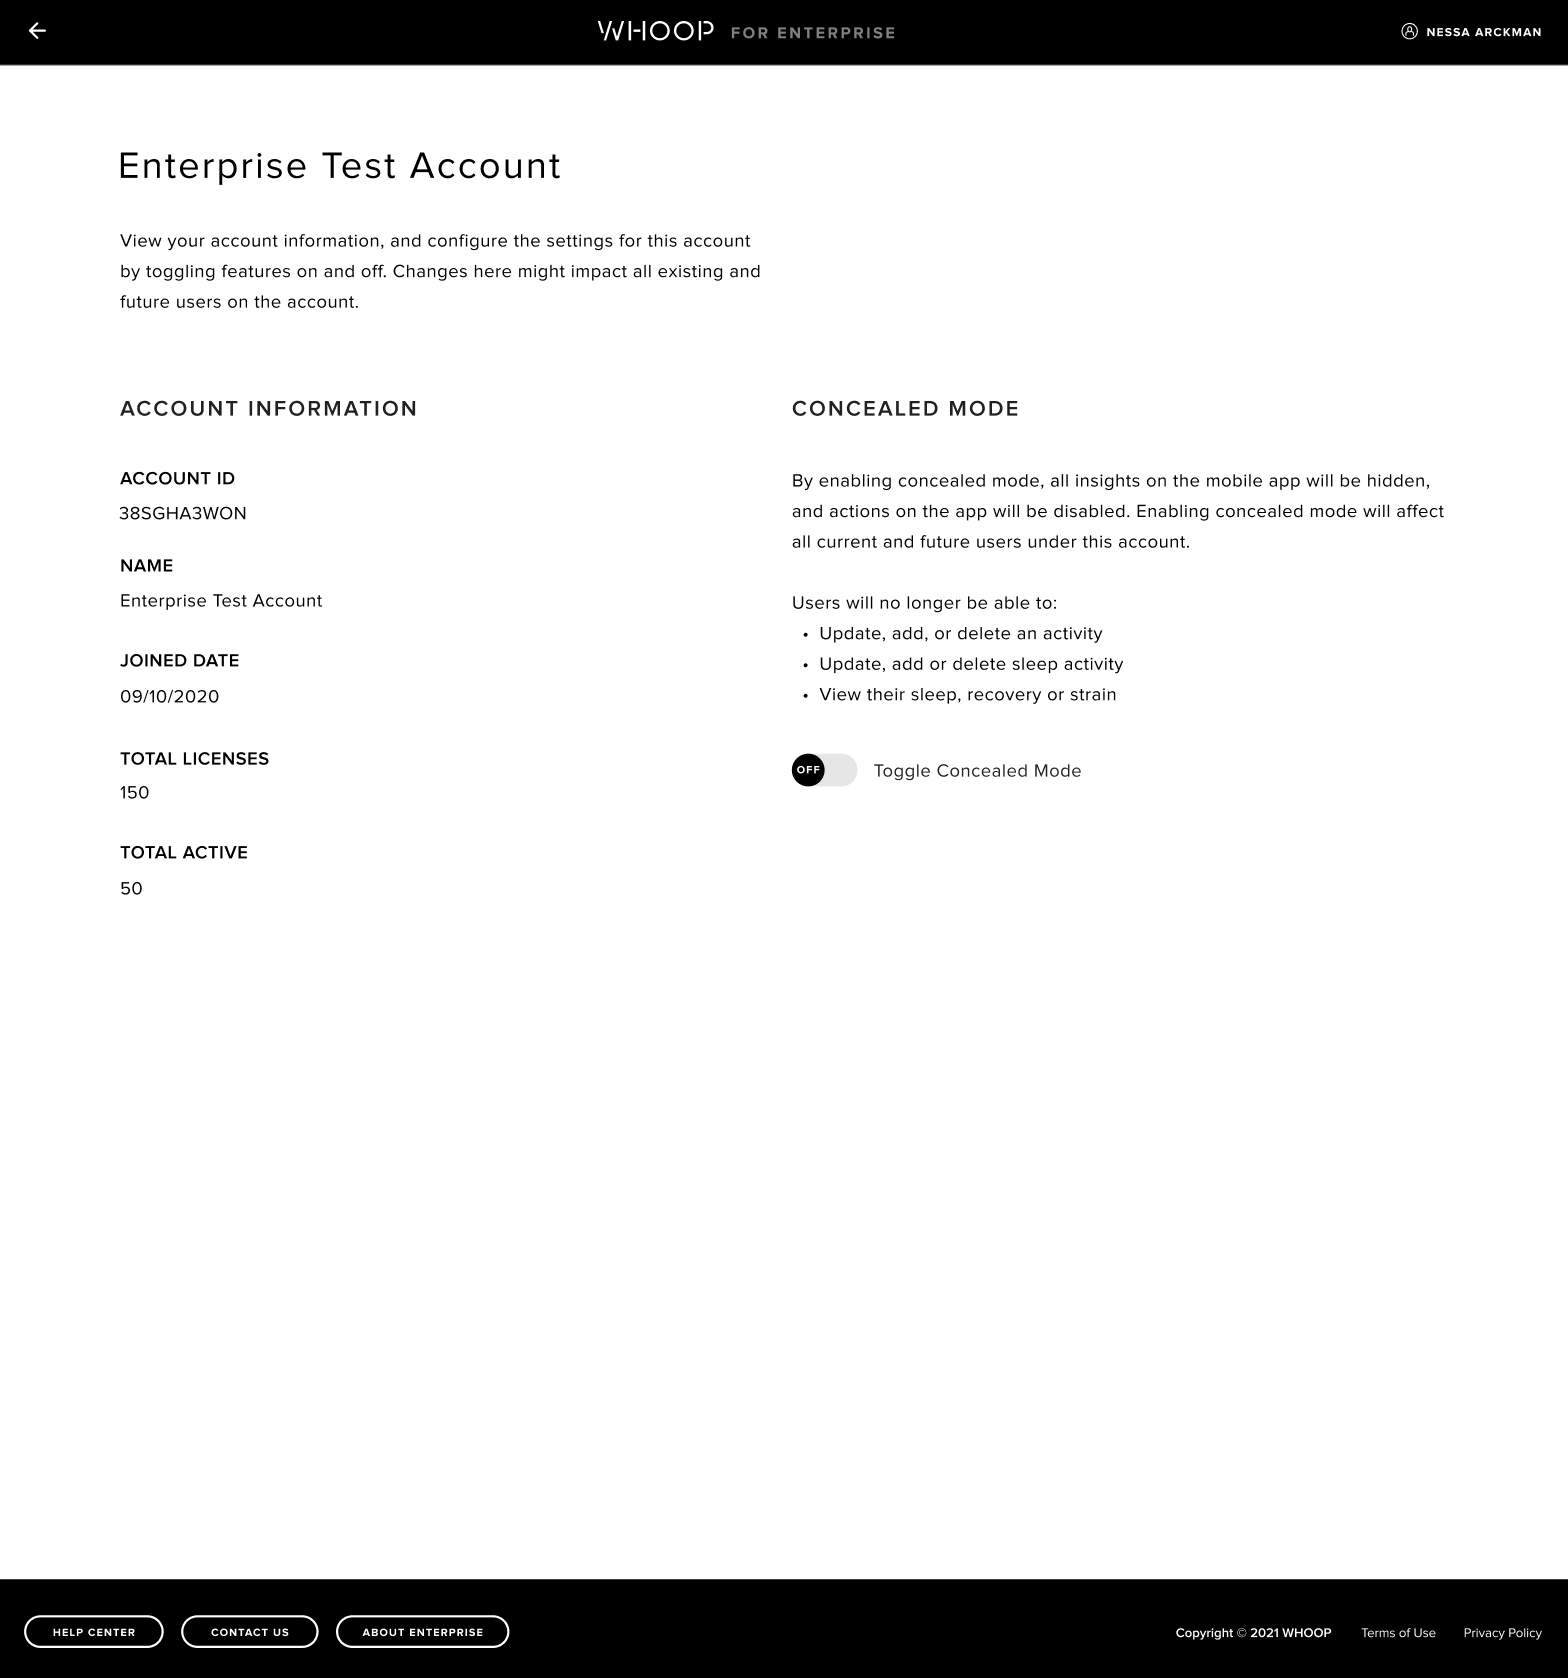 WHOOP FOR ENTERPRISE
NESSA ARCKMAN
Enterprise Test Account
View your account information, and configure the settings for this account
by toggling features on and off. Changes here might impact all existing and
future users on the account.
ACCOUNT INFORMATION
ACCOUNT ID
38SGHA3WON
NAME
Enterprise Test Account
JOINED DATE
09/10/2020
TOTAL LICENSES
150
TOTAL ACTIVE
50
CONCEALED MODE
By enabling concealed mode, all insights on the mobile app will be hidden,
and actions on the app will be disabled. Enabling concealed mode will affect
all current and future users under this account.
Users will no longer be able to:
• Update, add, or delete an activity
• Update, add or delete sleep activity
• View their sleep, recovery or strain
OFF Toggle Concealed Mode
HELP CENTER
CONTACT US
ABOUT ENTERPRISE
Copyright © 2021 WHOOP
Terms of Use
Privacy Policy